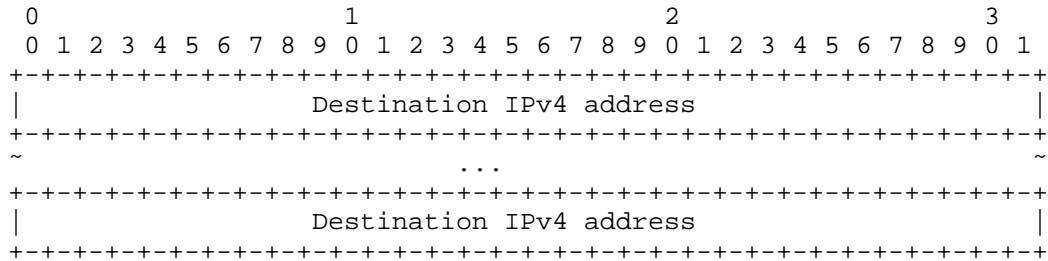 0                   1                   2                   3
 0 1 2 3 4 5 6 7 8 9 0 1 2 3 4 5 6 7 8 9 0 1 2 3 4 5 6 7 8 9 0 1
+-+-+-+-+-+-+-+-+-+-+-+-+-+-+-+-+-+-+-+-+-+-+-+-+-+-+-+-+-+-+-+-+
|                  Destination IPv4 address                     |
+-+-+-+-+-+-+-+-+-+-+-+-+-+-+-+-+-+-+-+-+-+-+-+-+-+-+-+-+-+-+-+-+
~                           ...                                 ~
+-+-+-+-+-+-+-+-+-+-+-+-+-+-+-+-+-+-+-+-+-+-+-+-+-+-+-+-+-+-+-+-+
|                  Destination IPv4 address                     |
+-+-+-+-+-+-+-+-+-+-+-+-+-+-+-+-+-+-+-+-+-+-+-+-+-+-+-+-+-+-+-+-+